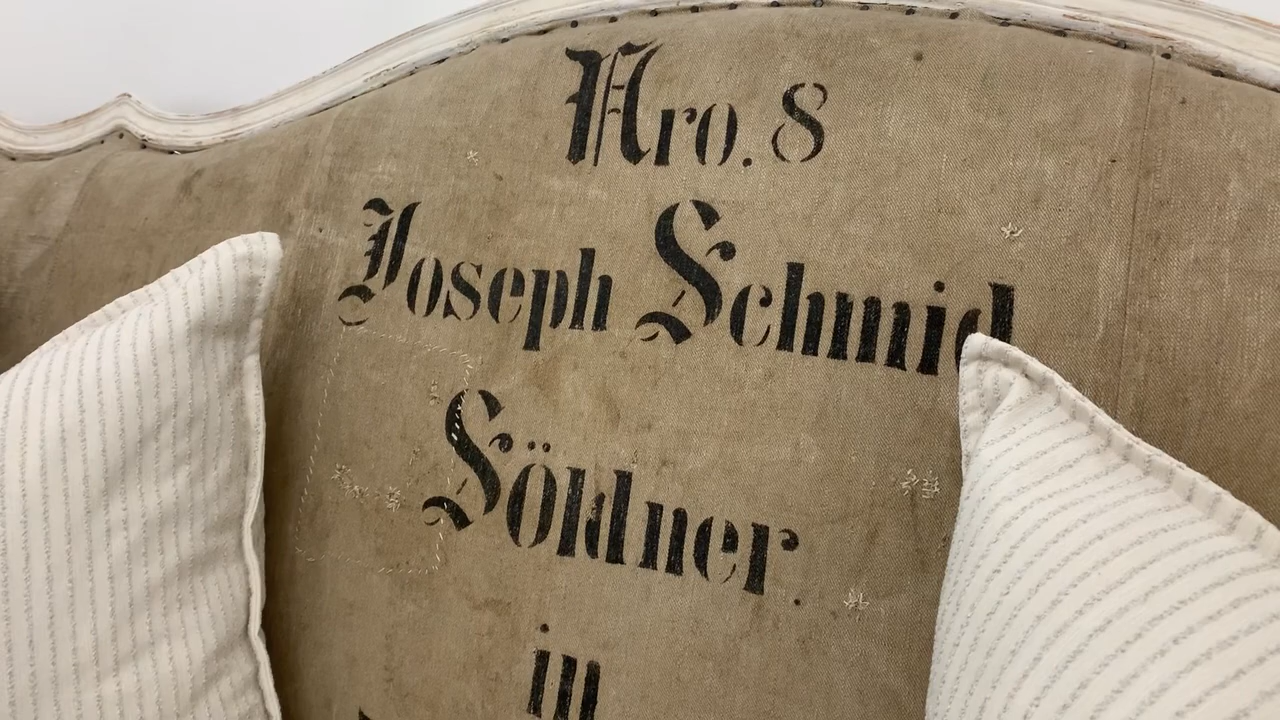 Nro. 8
Joseph Schmid
Söldner.
in